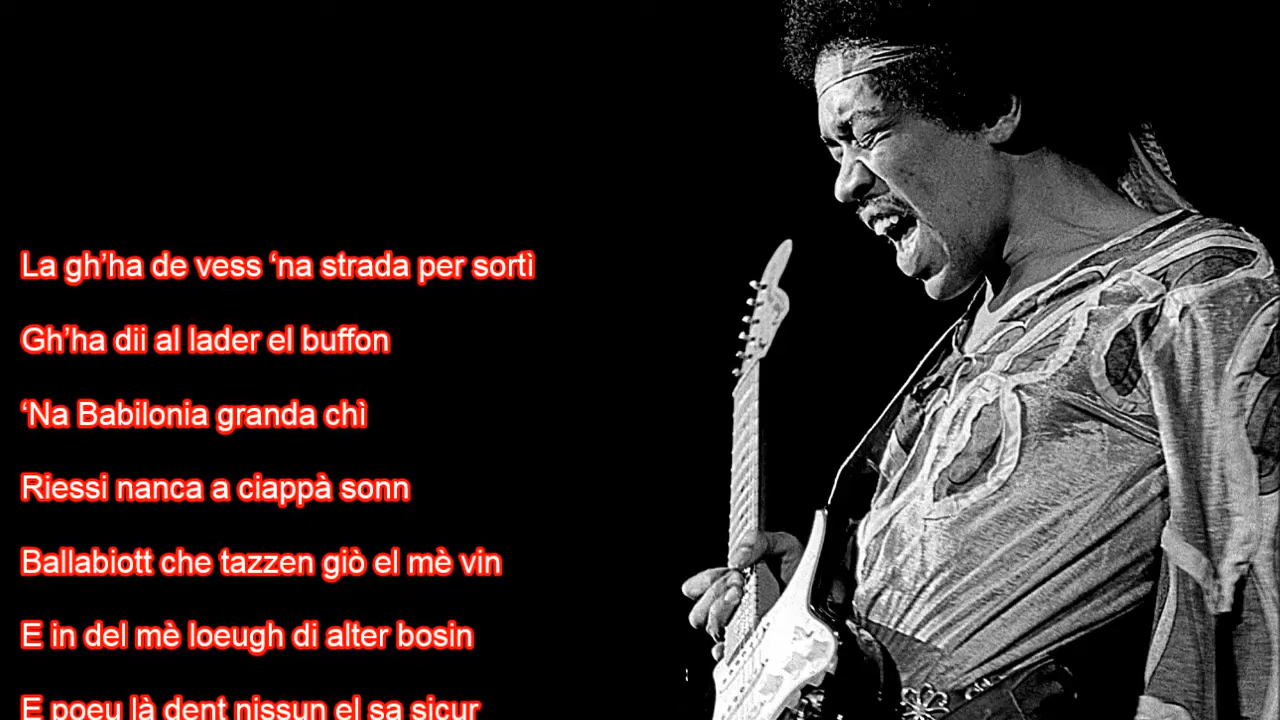 La gh’ha de vess ‘na strada per sortì
Gh’ha dii al lader el buffon
‘Na Babilonia granda chì
Riessi nanca a ciappà sonn
Ballabiott che tazzen giò el mè vin
E in del mè loeugh di alter bosin
E poeu là dent nissun el sa sicur